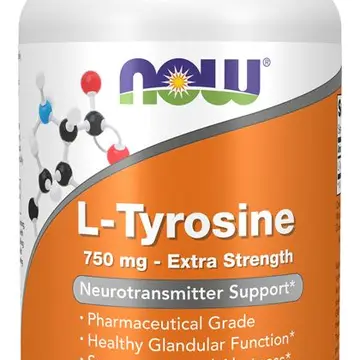 NOW
L-Tyrosine
750 mg - Extra Strength
Neurotransmitter Support*
• Pharmaceutical Grade
• Healthy Glandular Function*